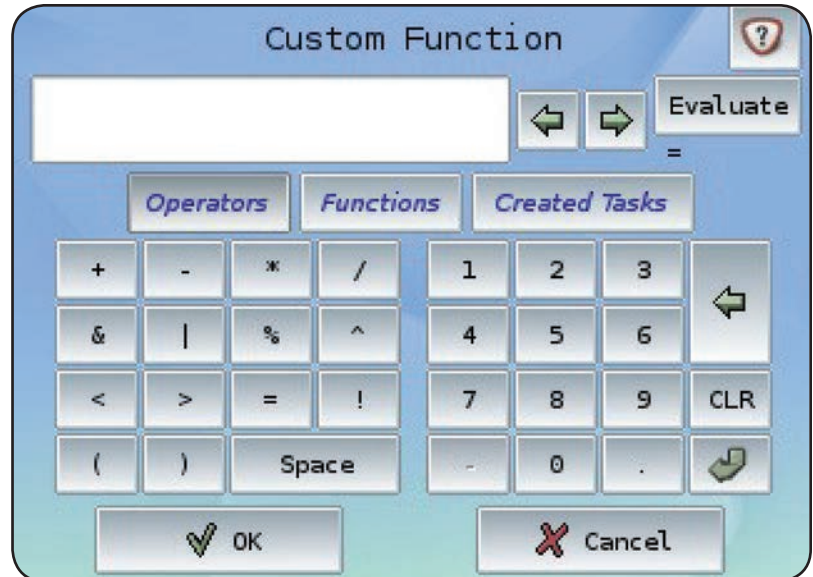 Custom Function ?
Evaluate
=
Operators Functions Created Tasks
+ - * / 1 2 3
& | % ^ 4 5 6
< > = ! 7 8 9 CLR
( ) Space - 0 .
OK Cancel